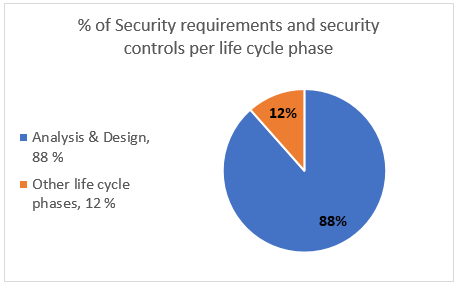 % of Security requirements and security
controls per life cycle phase
Analysis & Design,
88 %
Other life cycle
phases, 12 %
12%
88%